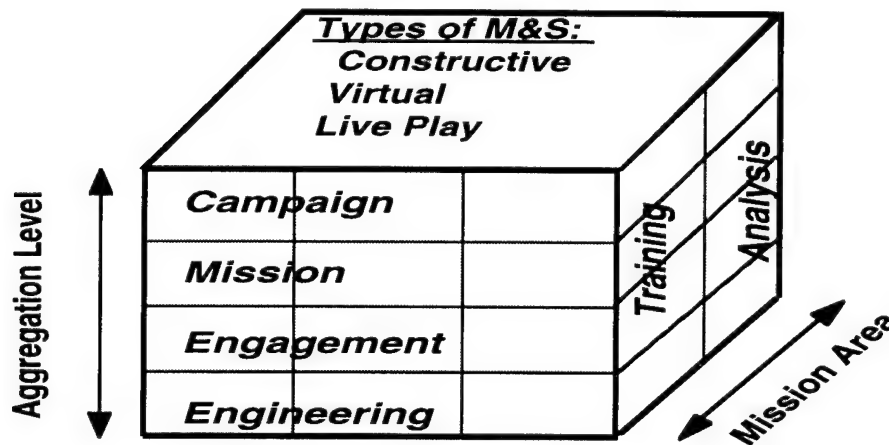 Types of M&S:
Constructive
Virtual
Live Play
Aggregation Level
Campaign
Mission
Engagement
Engineering
Training
Analysis
Mission Area